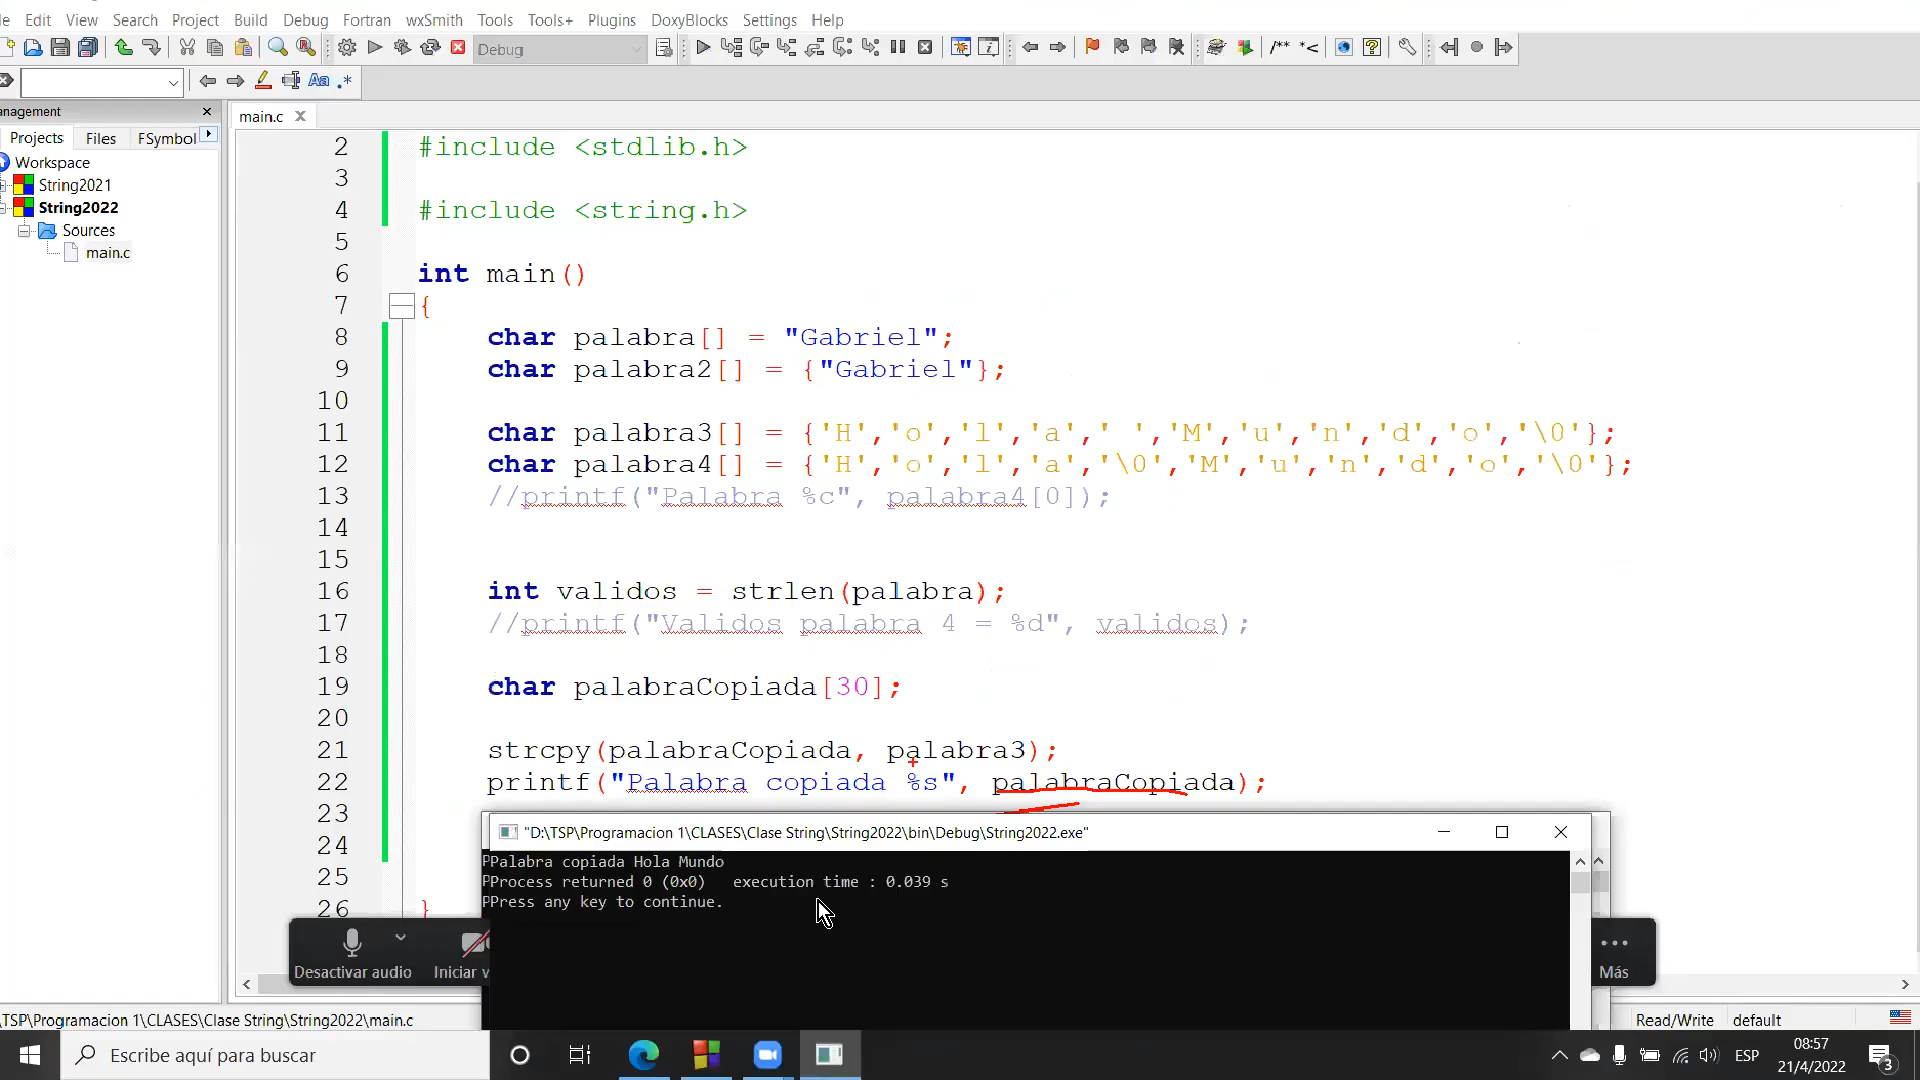 Edit View Search Project Build Debug Fortran wxSmith Tools Tools+ Plugins DoxyBlocks Settings Help
Debug
/** *<
Aa .*
anagement
main.c
Projects Files FSymbol
Workspace
String2021
String2022
Sources
main.c
2 #include <stdlib.h>
3
4 #include <string.h>
5
6 int main()
7 {
8 char palabra[] = "Gabriel";
9 char palabra2[] = {"Gabriel"};
10
11 char palabra3[] = {'H','o','l','a',' ','M','u','n','d','o','\0'};
12 char palabra4[] = {'H','o','l','a','\0','M','u','n','d','o','\0'};
13 //printf("Palabra %c", palabra4[0]);
14
15
16 int validos = strlen(palabra);
17 //printf("Validos palabra 4 = %d", validos);
18
19 char palabraCopiada[30];
20
21 strcpy(palabraCopiada, palabra3);
22 printf("Palabra copiada %s", palabraCopiada);
23
24
25
26 }
"D:\TSP\Programacion 1\CLASES\Clase String\String2022\bin\Debug\String2022.exe"
PPalabra copiada Hola Mundo
PProcess returned 0 (0x0) execution time : 0.039 s
PPress any key to continue.
Desactivar audio Iniciar v
Más
\TSP\Programacion 1\CLASES\Clase String\String2022\main.c
Read/Write default
Escribe aquí para buscar
ESP
08:57
21/4/2022
3